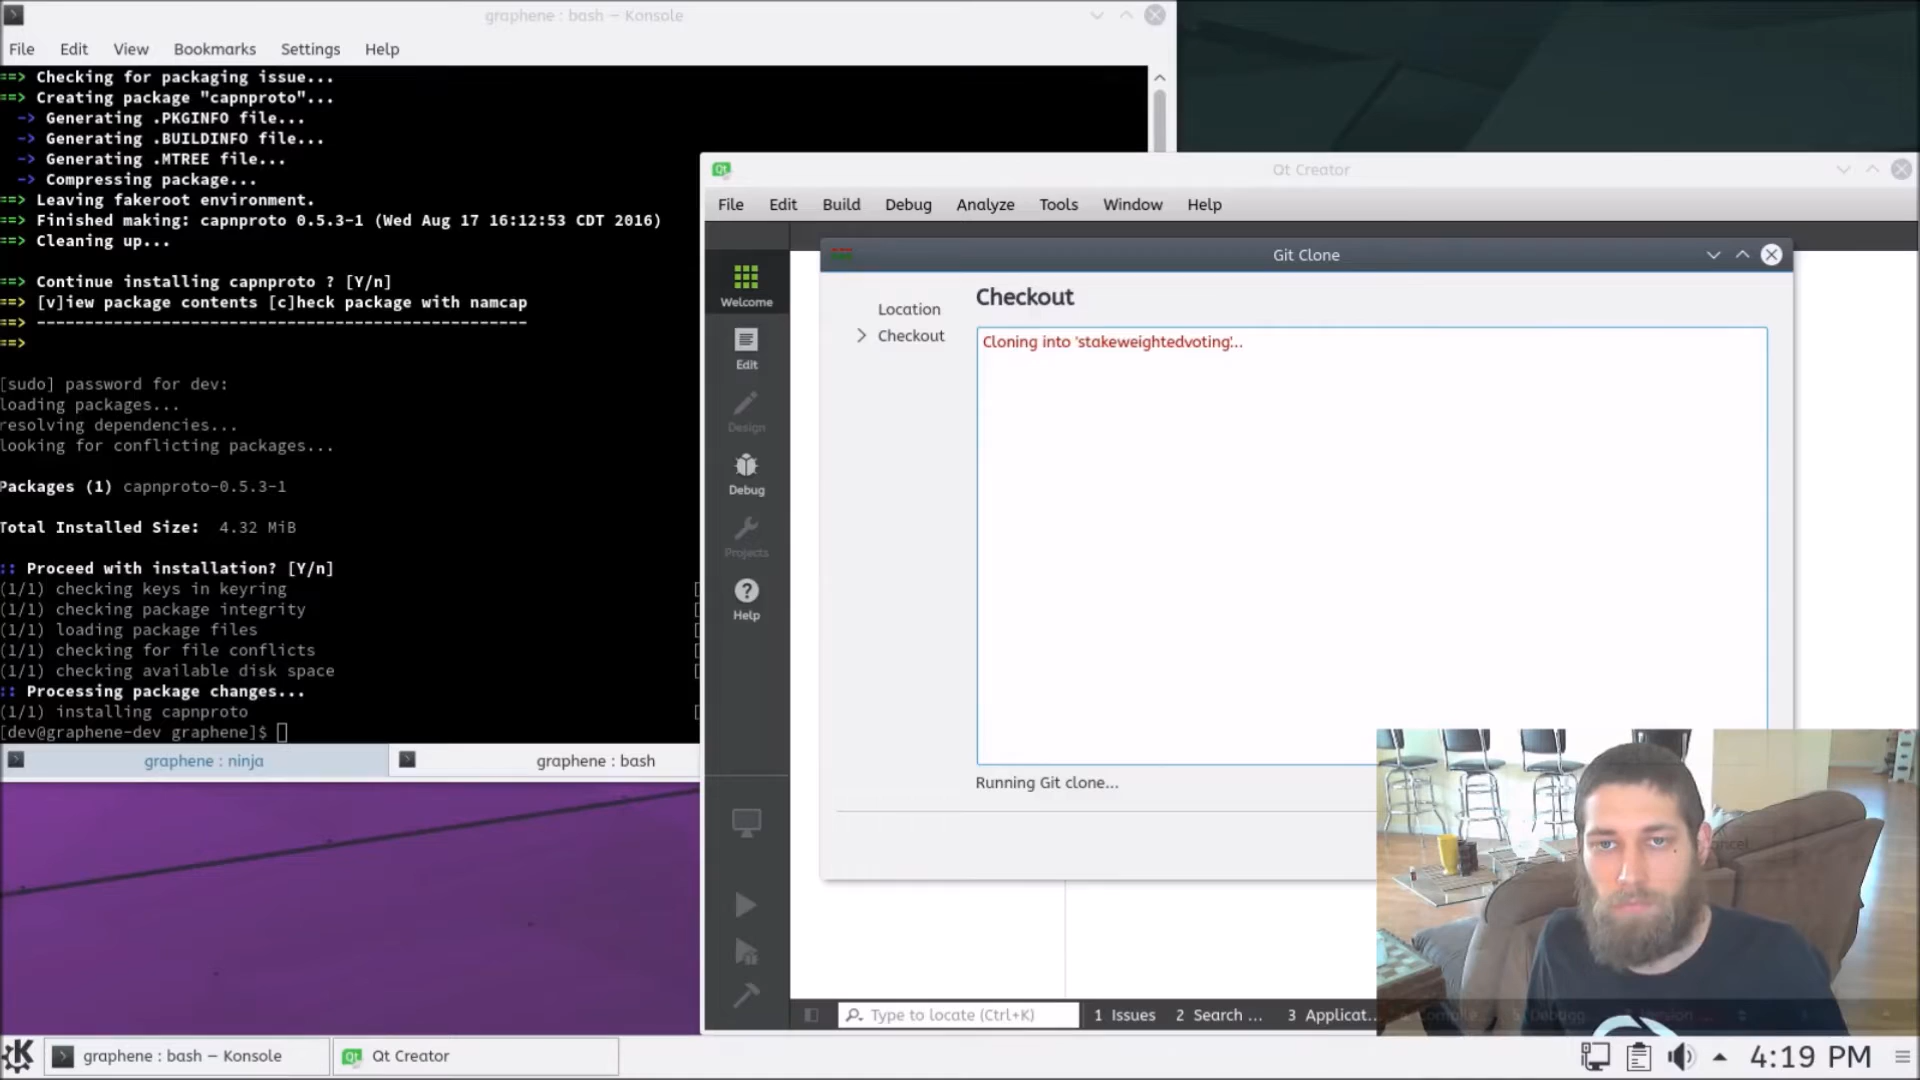 graphene : bash — Konsole
File Edit View Bookmarks Settings Help
==> Checking for packaging issue...
==> Creating package "capnproto"...
-> Generating .PKGINFO file...
-> Generating .BUILDINFO file...
-> Generating .MTREE file...
-> Compressing package...
==> Leaving fakeroot environment.
==> Finished making: capnproto 0.5.3-1 (Wed Aug 17 16:12:53 CDT 2016)
==> Cleaning up...
==> Continue installing capnproto ? [Y/n]
==> [v]iew package contents [c]heck package with namcap
==> ---------------------------------------------------
==>
[sudo] password for dev:
loading packages...
resolving dependencies...
looking for conflicting packages...
Packages (1) capnproto-0.5.3-1
Total Installed Size: 4.32 MiB
:: Proceed with installation? [Y/n]
(1/1) checking keys in keyring [
(1/1) checking package integrity [
(1/1) loading package files [
(1/1) checking for file conflicts [
(1/1) checking available disk space [
:: Processing package changes...
(1/1) installing capnproto [
[dev@graphene-dev graphene]$
graphene : ninja
graphene : bash
Qt Creator
File Edit Build Debug Analyze Tools Window Help
Welcome
Edit
Design
Debug
Projects
Help
Git Clone
Location
Checkout
Checkout
Cloning into 'stakeweightedvoting'...
Running Git clone...
Type to locate (Ctrl+K)
1 Issues 2 Search ... 3 Applicat...
graphene : bash — Konsole
Qt Creator
4:19 PM